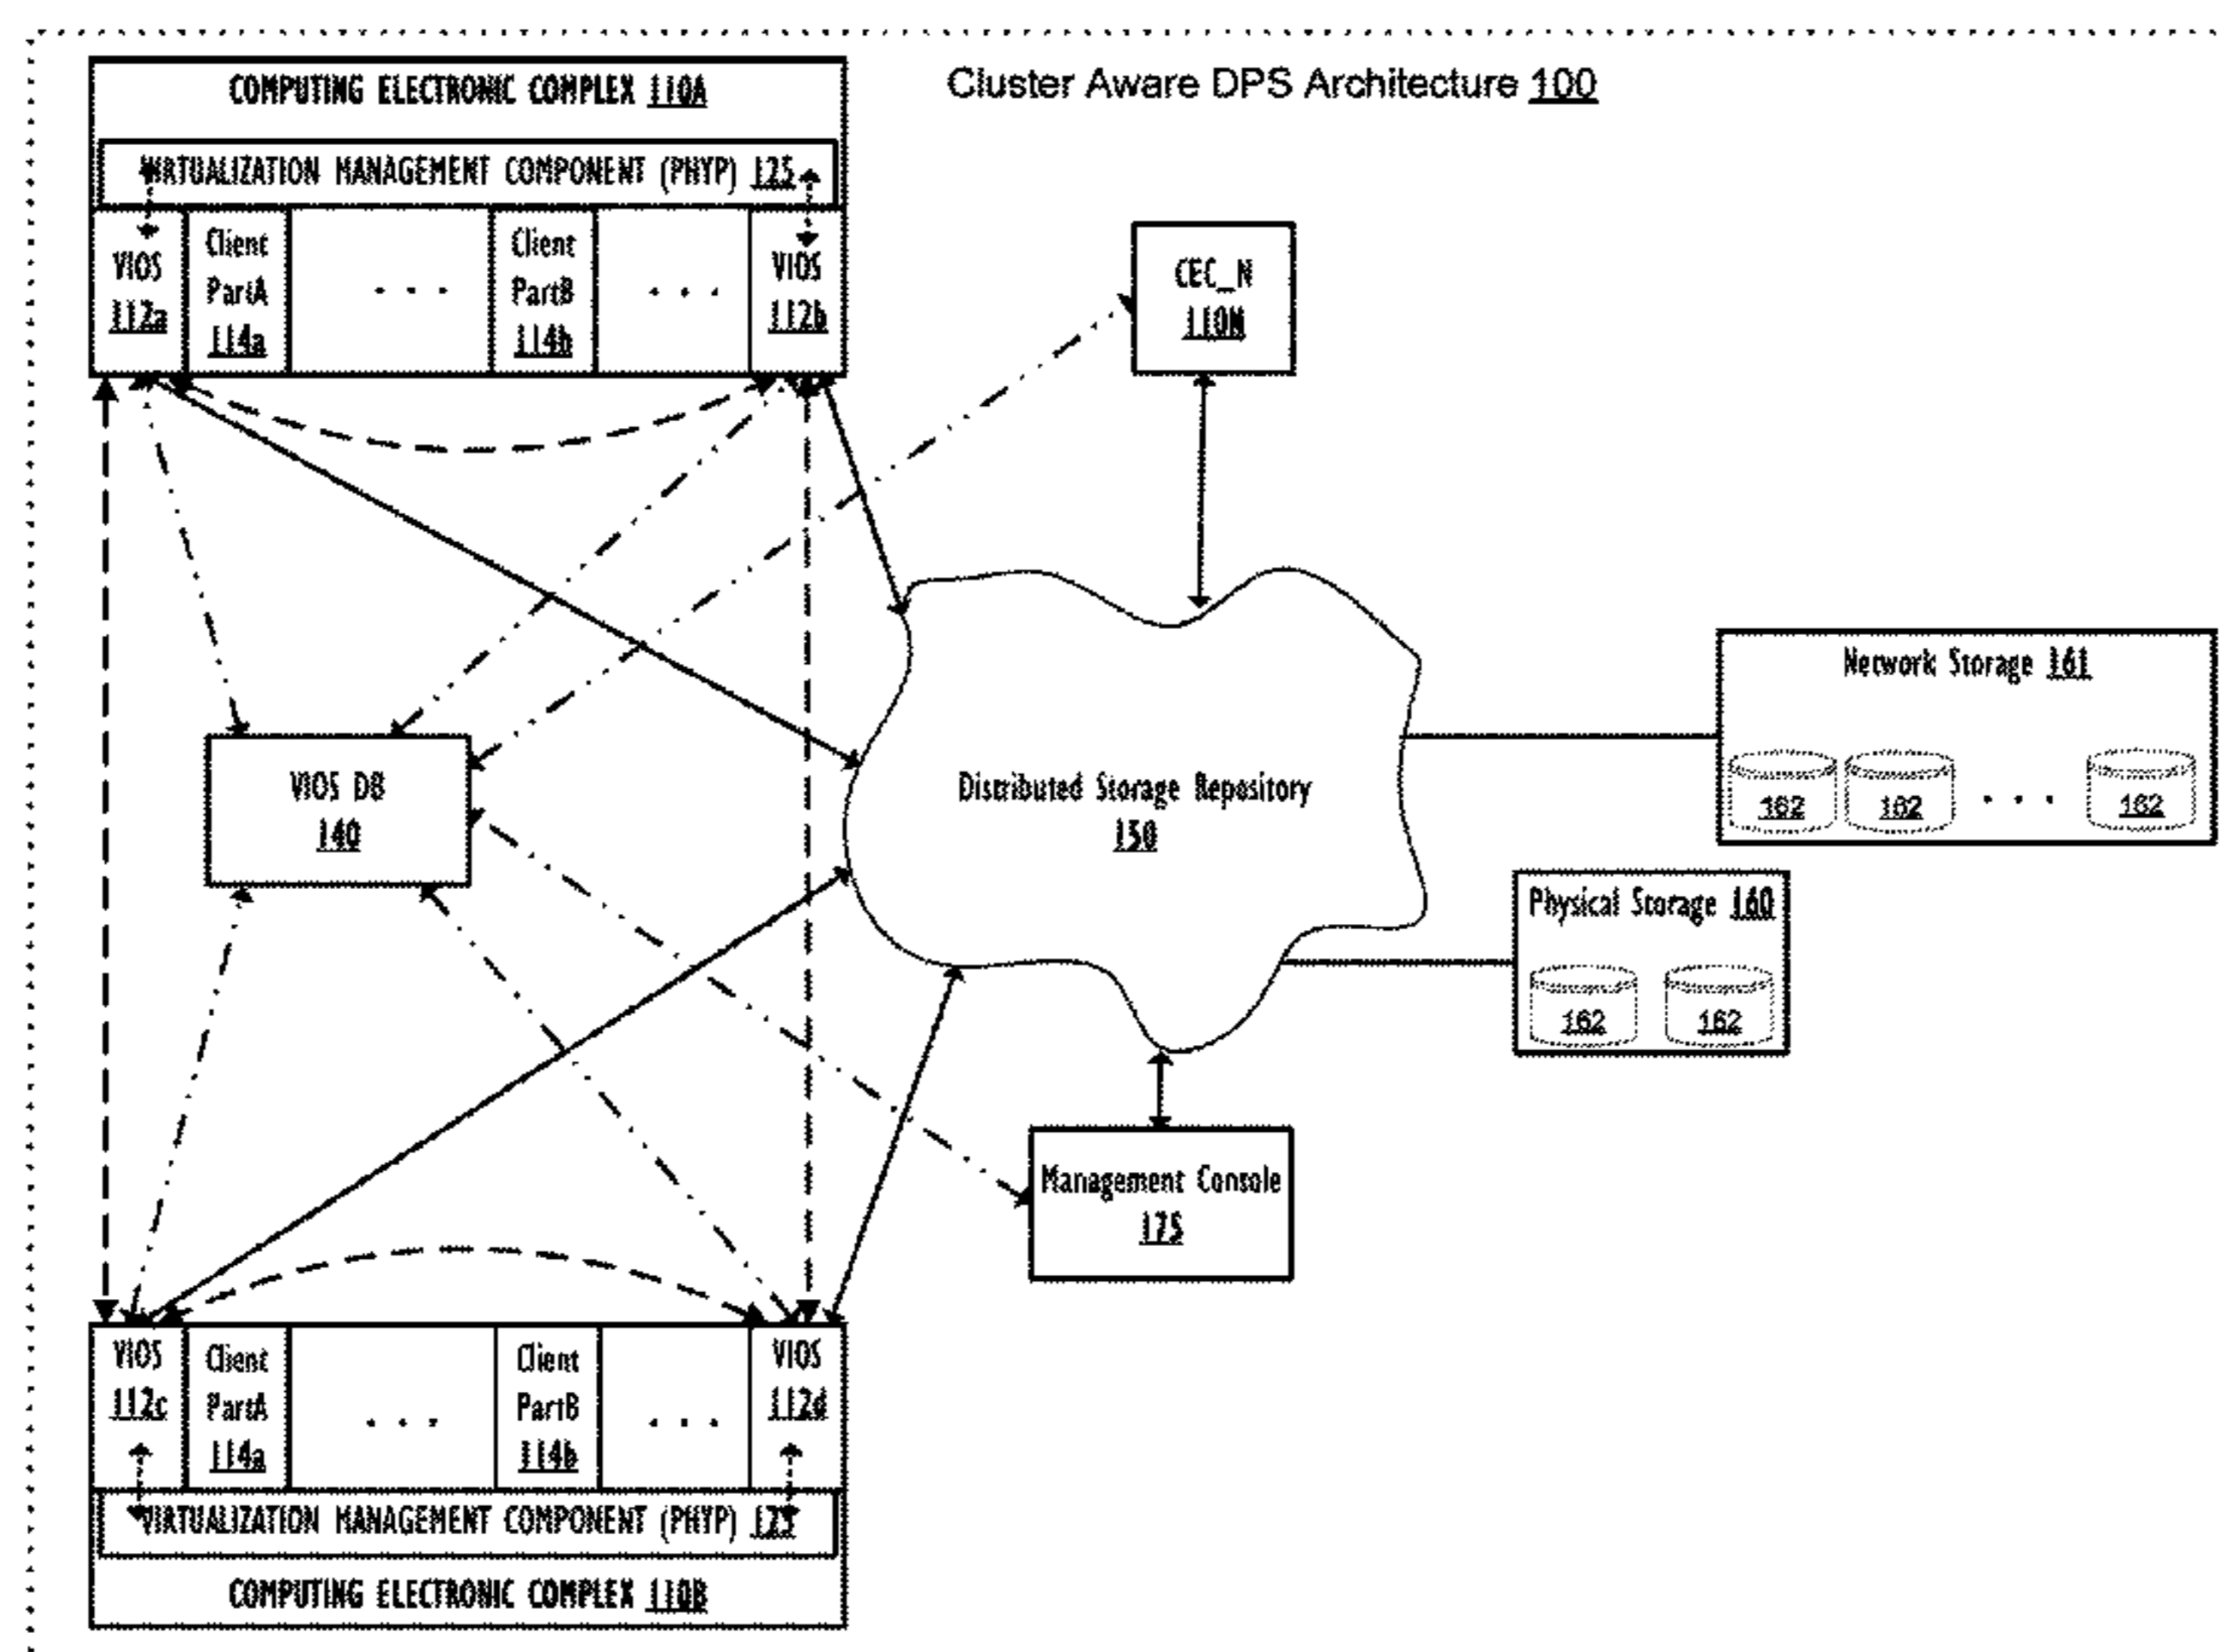 Cluster Aware DPS Architecture 100
COMPUTING ELECTRONIC COMPLEX 110A
VIRTUALIZATION MANAGEMENT COMPONENT (PHYP) 125
VIOS
112a
Client
PartA
114a
. . .
Client
PartB
114b
. . .
VIOS
112b
CEC_N
110N
Network Storage 161
162
162
. . .
162
VIOS DB
140
Distributed Storage Repository
150
Physical Storage 160
162
162
Management Console
175
VIOS
112c
Client
PartA
114a
. . .
Client
PartB
114b
. . .
VIOS
112d
VIRTUALIZATION MANAGEMENT COMPONENT (PHYP) 125
COMPUTING ELECTRONIC COMPLEX 110B